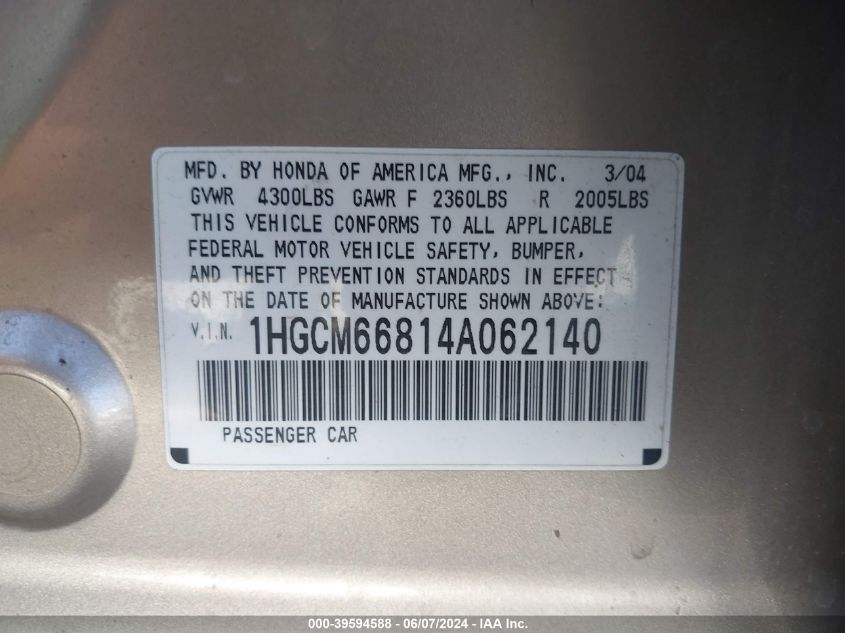 MFD. BY HONDA OF AMERICA MFG., INC. 3/04
GVWR 4300LBS GAWR F 2360LBS R 2005LBS
THIS VEHICLE CONFORMS TO ALL APPLICABLE
FEDERAL MOTOR VEHICLE SAFETY, BUMPER,
AND THEFT PREVENTION STANDARDS IN EFFECT
ON THE DATE OF MANUFACTURE SHOWN ABOVE:
V.I.N. 1HGCM66814A062140
PASSENGER CAR
000-39594588 - 06/07/2024 - IAA Inc.